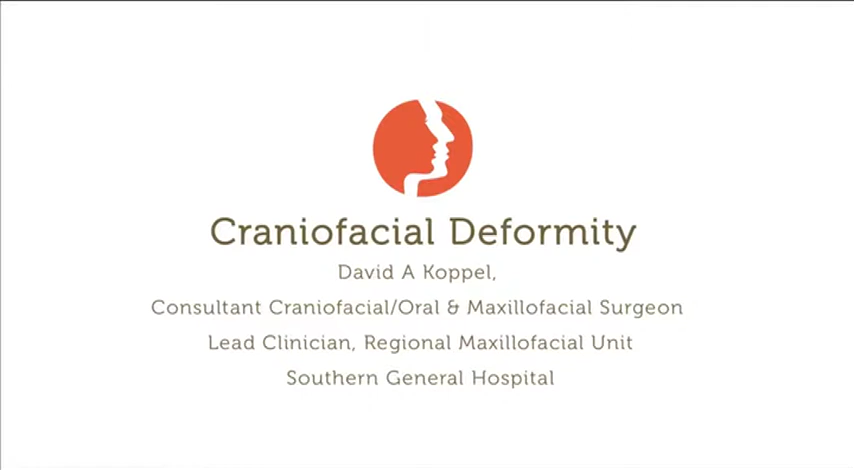 Craniofacial Deformity
David A Koppel,
Consultant Craniofacial/Oral & Maxillofacial Surgeon
Lead Clinician, Regional Maxillofacial Unit
Southern General Hospital